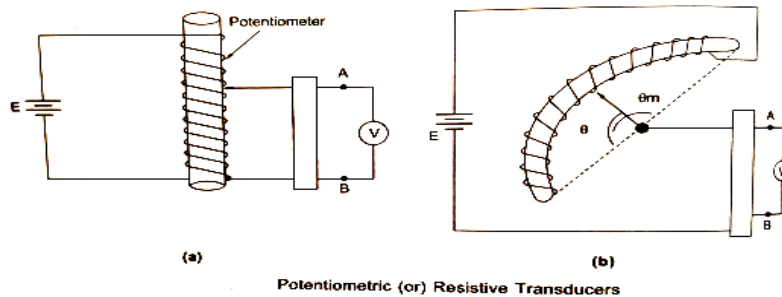 Potentiometer
E
A
V
B
(a)
E
θm
θ
A
V
B
(b)
Potentiometric (or) Resistive Transducers